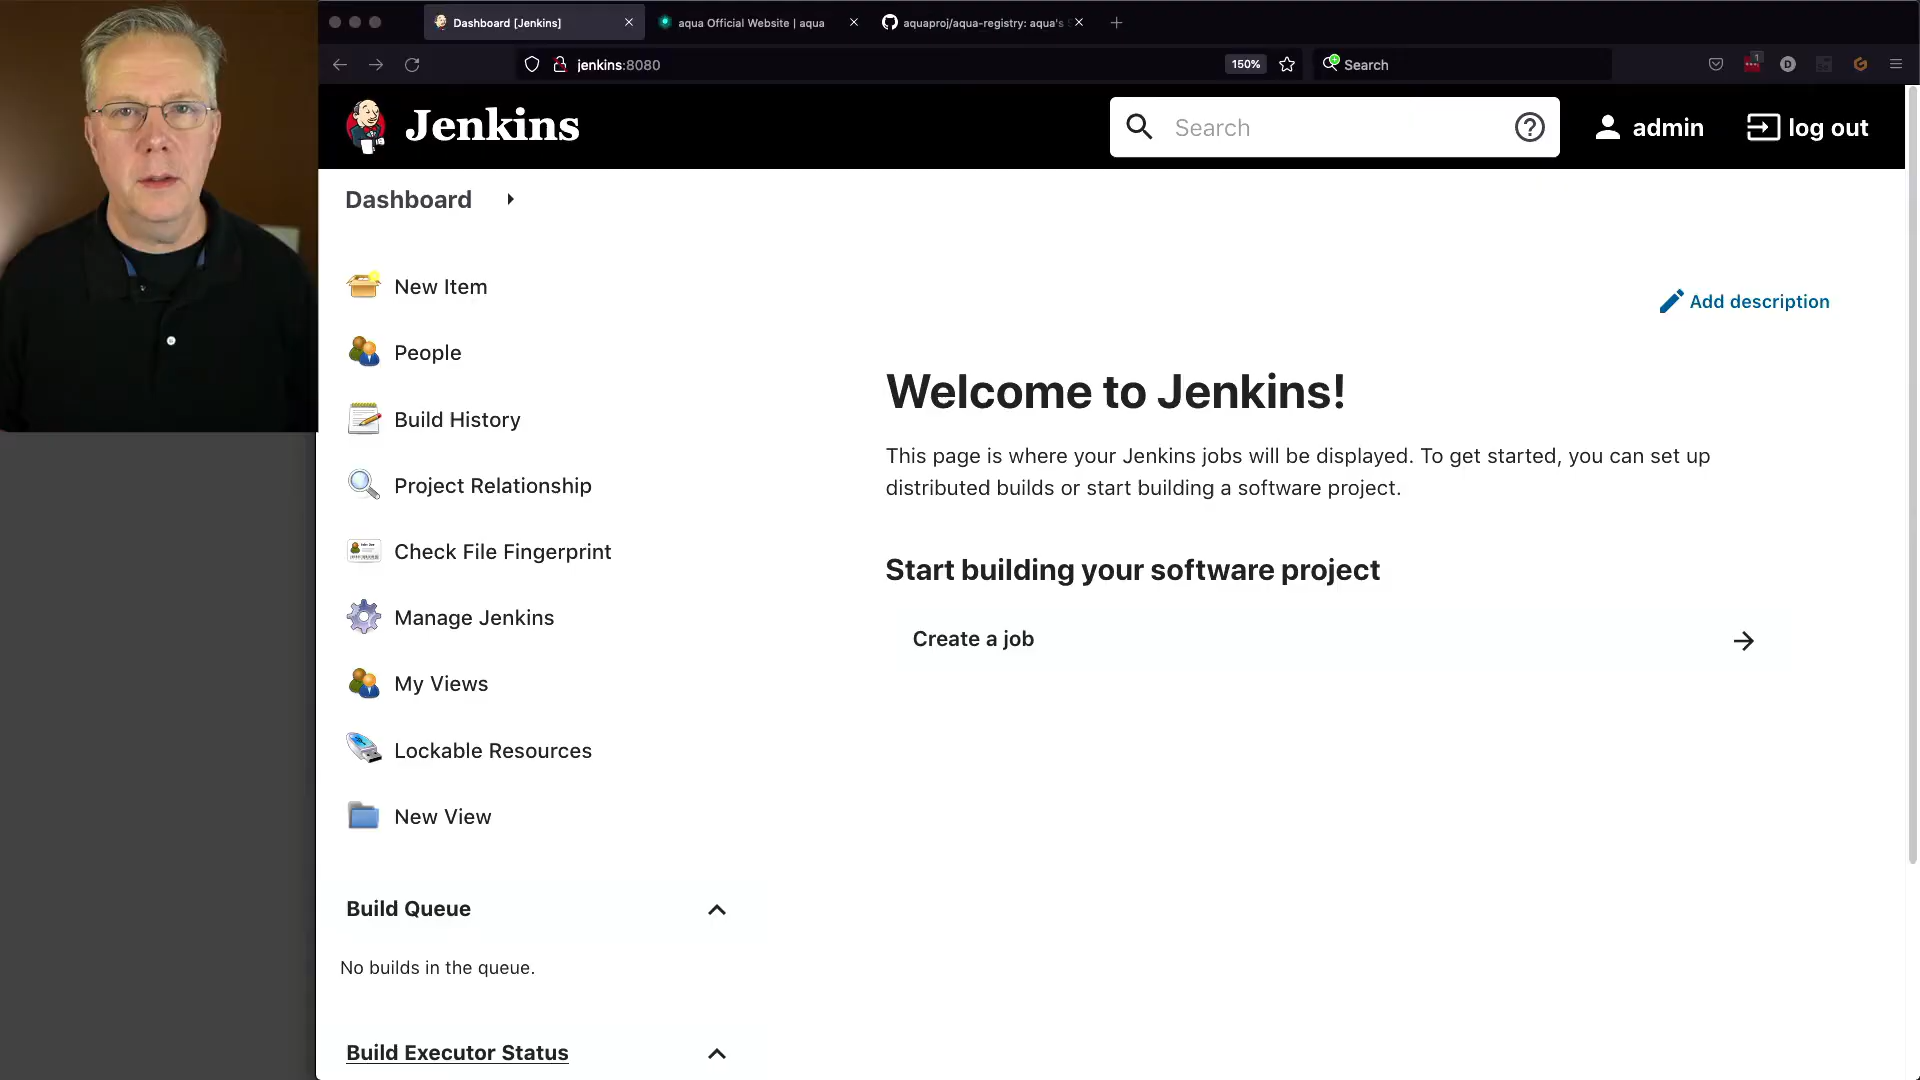 Dashboard [Jenkins]
aqua Official Website | aqua
aquaproj/aqua-registry: aqua's
jenkins:8080
150%
Search
1
D
Jenkins
Search
admin
log out
Dashboard
New Item
People
Build History
Project Relationship
Check File Fingerprint
Manage Jenkins
My Views
Lockable Resources
New View
Build Queue
No builds in the queue.
Build Executor Status
Add description
Welcome to Jenkins!
This page is where your Jenkins jobs will be displayed. To get started, you can set up
distributed builds or start building a software project.
Start building your software project
Create a job